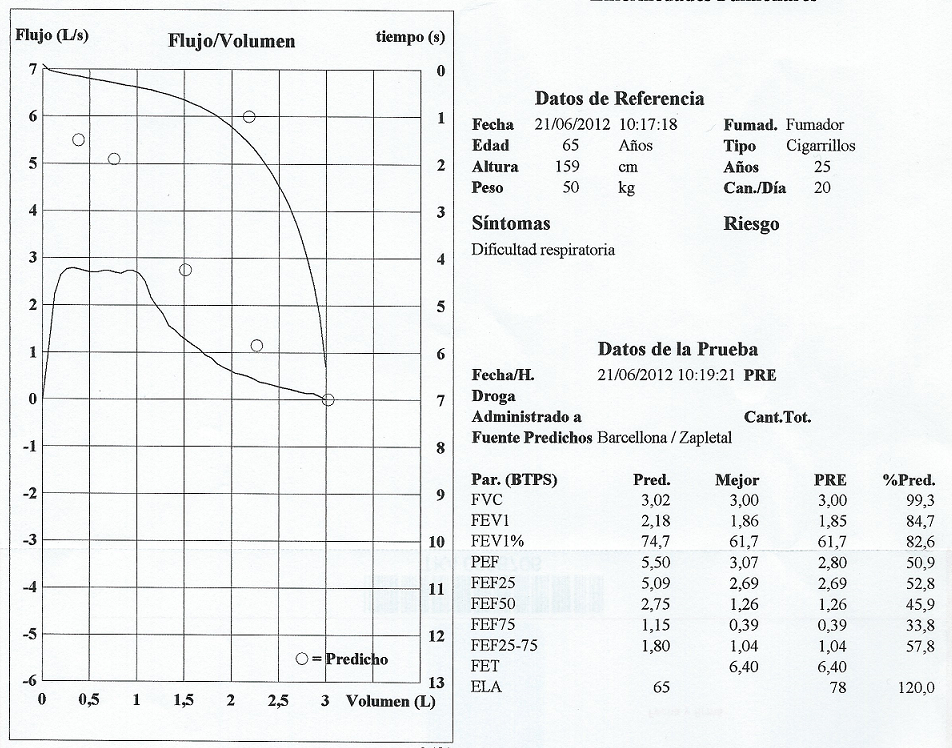 Flujo (L/s) Flujo/Volumen tiempo (s)
7 0
6 1
5 2
4 3
3 4
2 5
1 6
0 7
-1 8
-2 9
-3 10
-4 11
-5 12
-6 13
○ = Predicho
0 0,5 1 1,5 2 2,5 3 Volumen (L)
Datos de Referencia
Fecha 21/06/2012 10:17:18 Fumad. Fumador
Edad 65 Años Tipo Cigarrillos
Altura 159 cm Años 25
Peso 50 kg Can./Día 20
Síntomas Riesgo
Dificultad respiratoria
Datos de la Prueba
Fecha/H. 21/06/2012 10:19:21 PRE
Droga
Administrado a Cant.Tot.
Fuente Predichos Barcellona / Zapletal
Par. (BTPS) Pred. Mejor PRE %Pred.
FVC 3,02 3,00 3,00 99,3
FEV1 2,18 1,86 1,85 84,7
FEV1% 74,7 61,7 61,7 82,6
PEF 5,50 3,07 2,80 50,9
FEF25 5,09 2,69 2,69 52,8
FEF50 2,75 1,26 1,26 45,9
FEF75 1,15 0,39 0,39 33,8
FEF25-75 1,80 1,04 1,04 57,8
FET 6,40 6,40
ELA 65 78 120,0